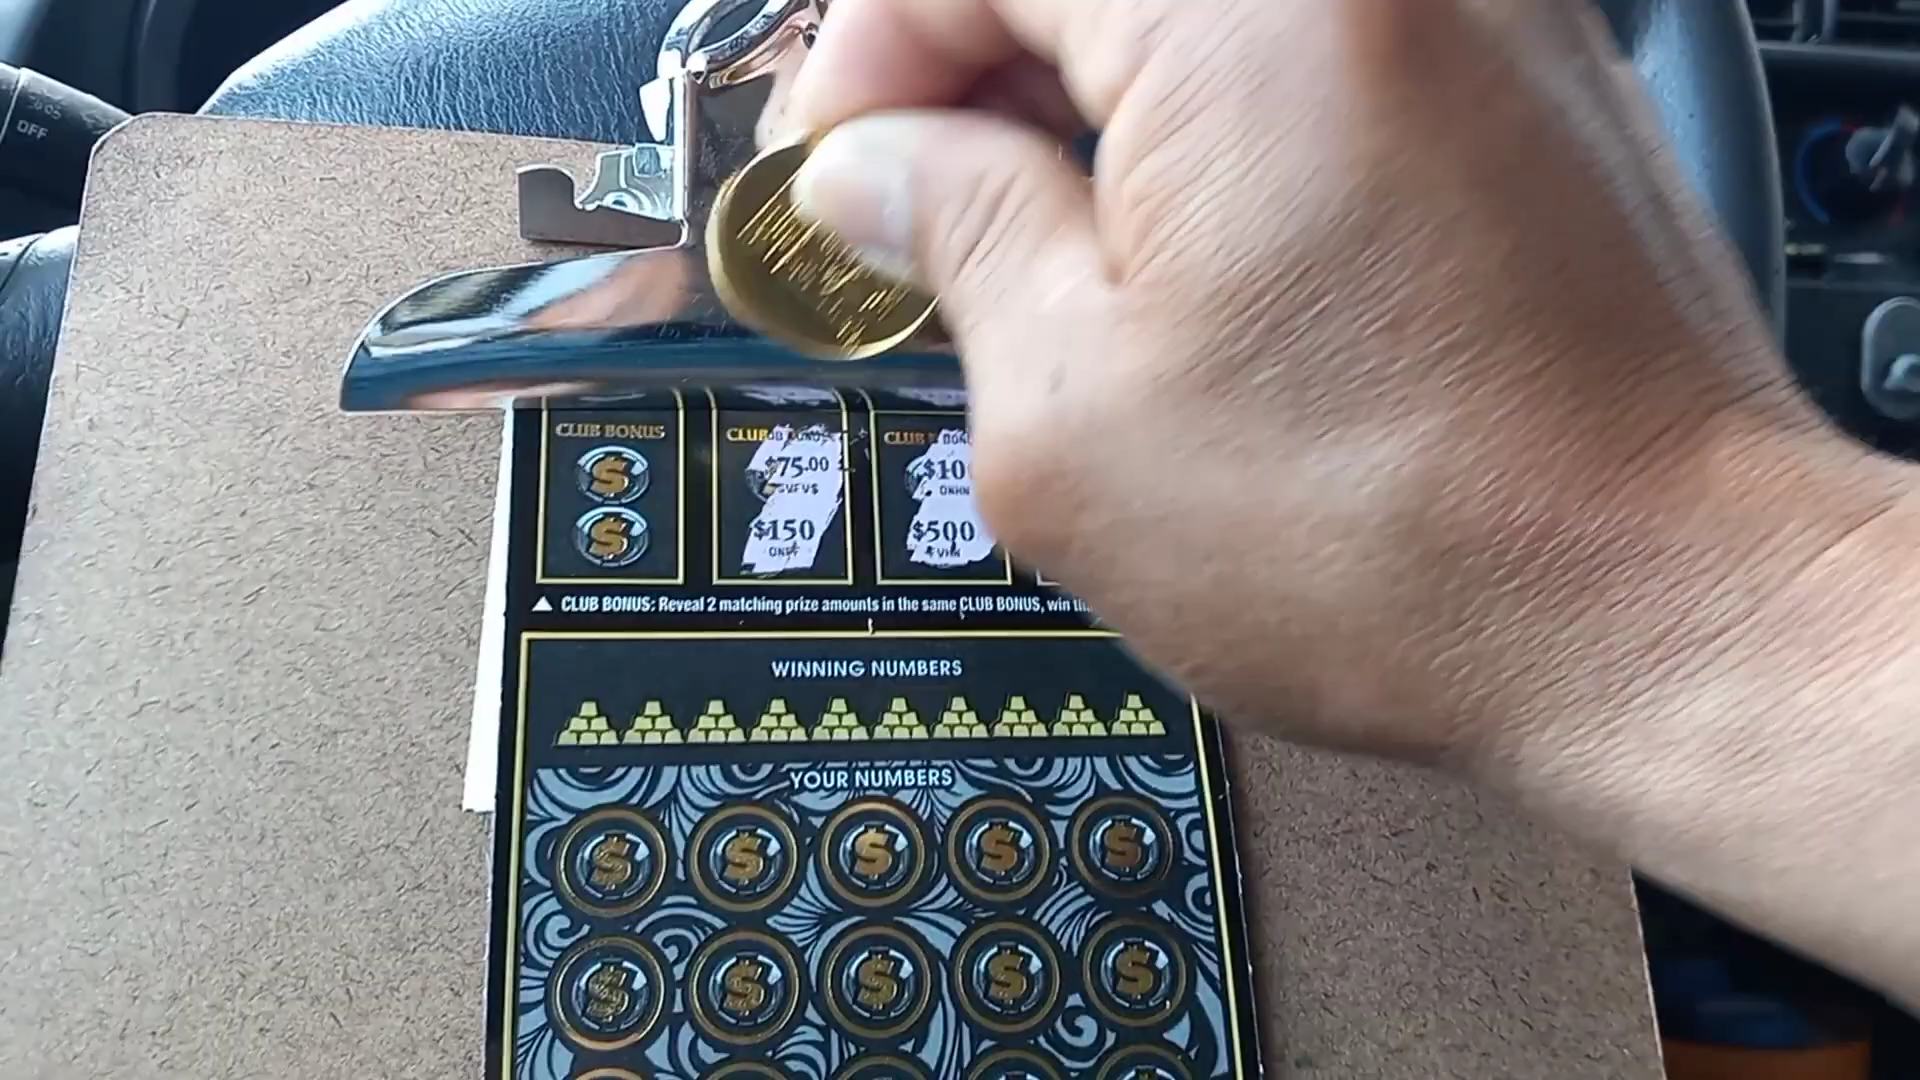 OFF
CLUB BONUS
CLUB
CLUB
$75.00
$150
$500
▲ CLUB BONUS: Reveal 2 matching prize amounts in the same CLUB BONUS, win
WINNING NUMBERS
YOUR NUMBERS